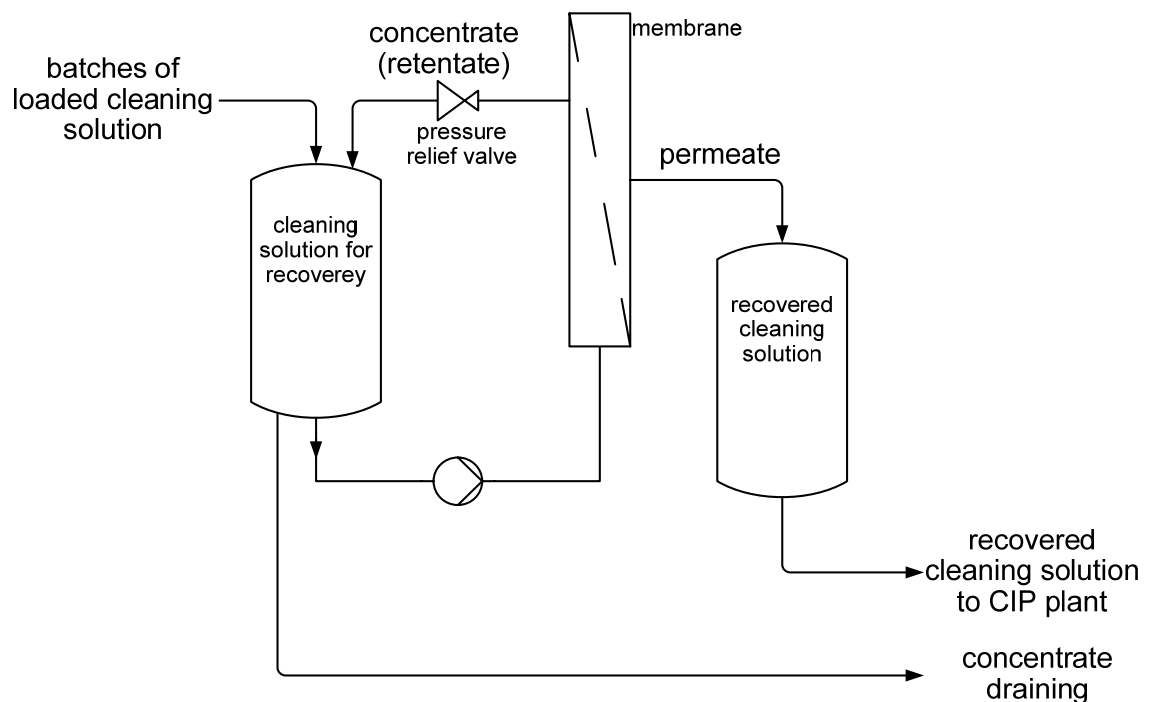 batches of
loaded cleaning
solution
concentrate
(retentate)
pressure
relief valve
membrane
permeate
cleaning
solution for
recoverey
recovered
cleaning
solution
recovered
cleaning solution
to CIP plant
concentrate
draining